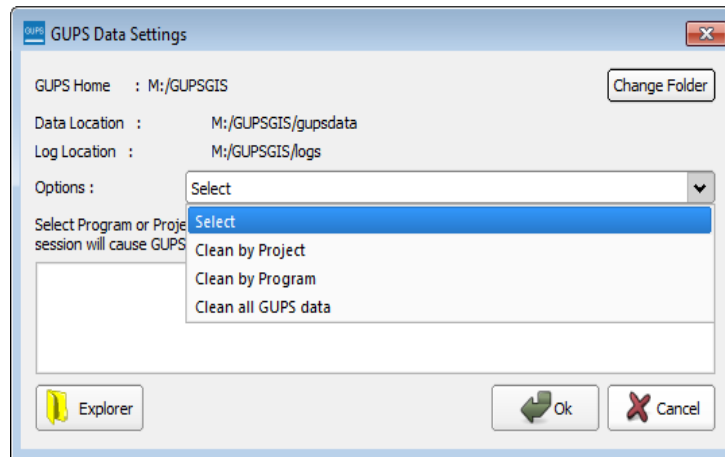 GUPS GUPS Data Settings
GUPS Home : M:/GUPSGIS Change Folder
Data Location : M:/GUPSGIS/gupsdata
Log Location : M:/GUPSGIS/logs
Options : Select
Select
Select Program or Proje
session will cause GUPS
Clean by Project
Clean by Program
Clean all GUPS data
Explorer Ok Cancel